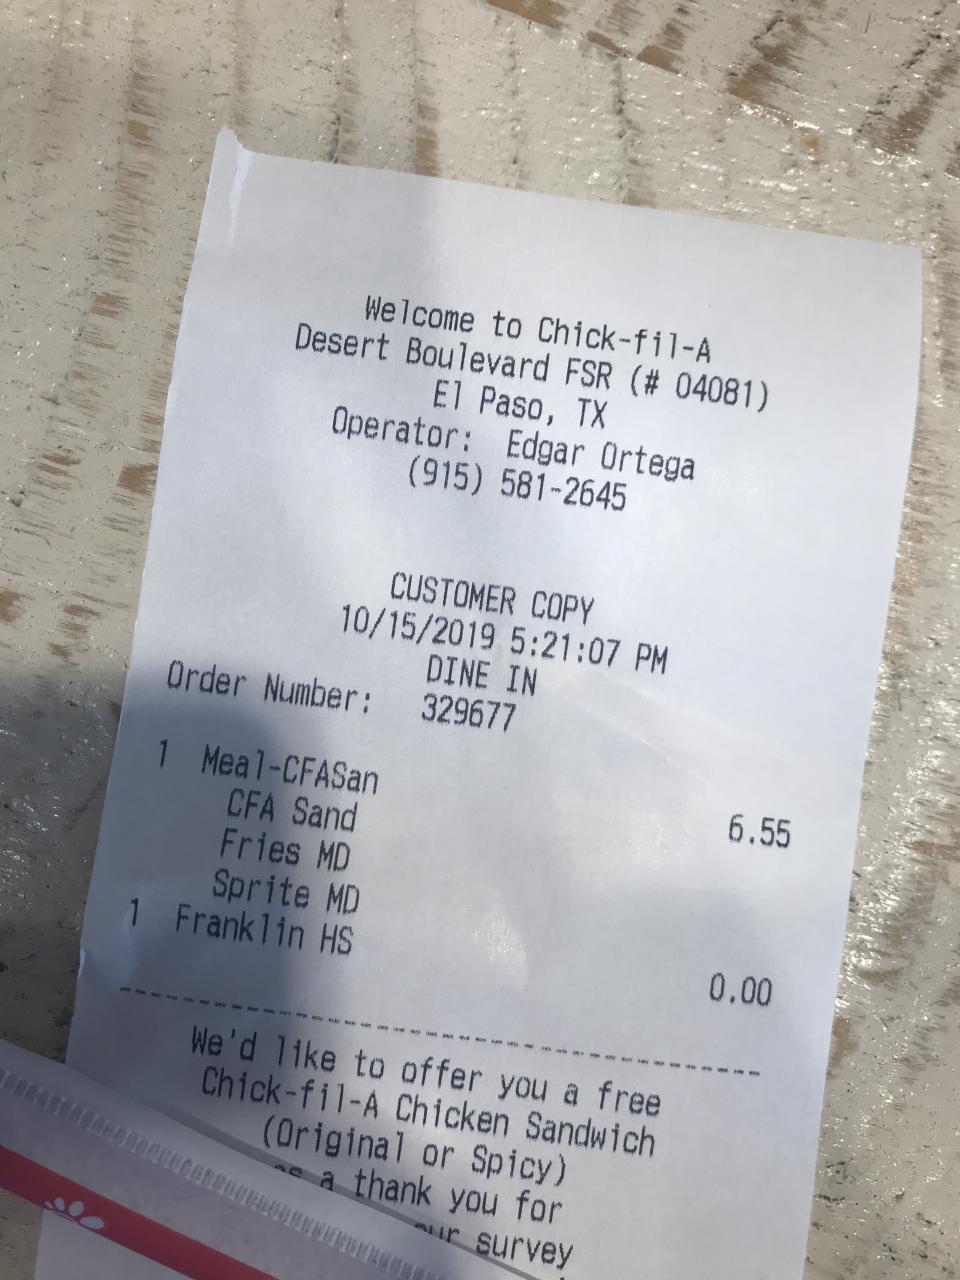 Welcome to Chick-fil-A
Desert Boulevard FSR (# 04081)
El Paso, TX
Operator: Edgar Ortega
(915) 581-2645
CUSTOMER COPY
10/15/2019 5:21:07 PM
DINE IN
Order Number: 329677
1 Meal-CFASan 6.55
CFA Sand
Fries MD
Sprite MD
1 Franklin HS 0.00
We'd like to offer you a free
Chick-fil-A Chicken Sandwich
(Original or Spicy)
as a thank you for
survey